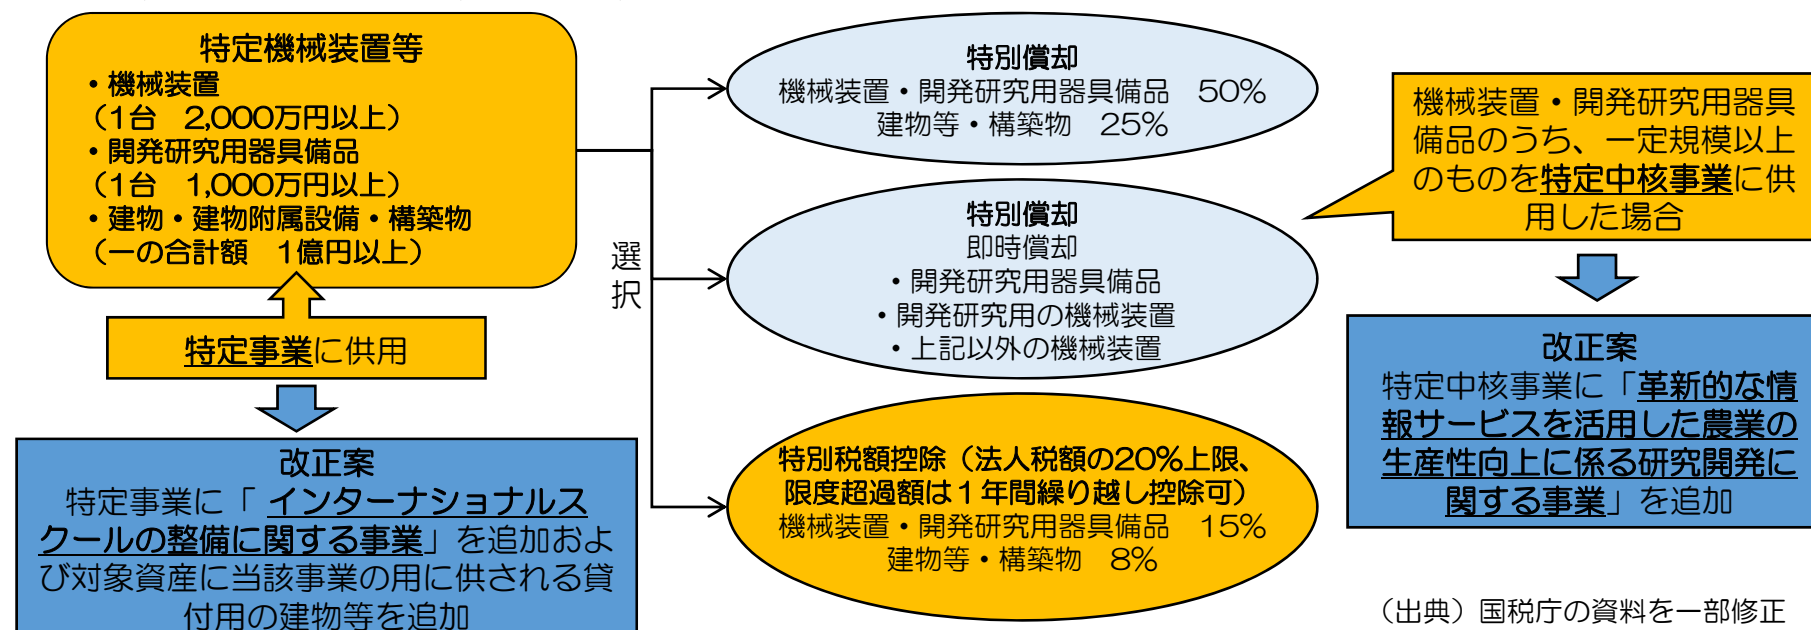 特定機械装置等
・機械装置
（1台　2,000万円以上）
・開発研究用器具備品
（1台　1,000万円以上）
・建物・建物附属設備・構築物
（一の合計額　1億円以上）
特定事業に供用
改正案
特定事業に「 インターナショナルス
クールの整備に関する事業」を追加およ
び対象資産に当該事業の用に供される貸
付用の建物等を追加
選
択
特別償却
機械装置・開発研究用器具備品　50%
建物等・構築物　25%
特別償却
即時償却
・開発研究用器具備品
・開発研究用の機械装置
・上記以外の機械装置
特別税額控除（法人税額の20%上限、
限度超過額は１年間繰り越し控除可）
機械装置・開発研究用器具備品　15%
建物等・構築物　8%
機械装置・開発研究用器具
備品のうち、一定規模以上
のものを特定中核事業に供
用した場合
改正案
特定中核事業に「革新的な情
報サービスを活用した農業の
生産性向上に係る研究開発に
関する事業」を追加
（出典）国税庁の資料を一部修正